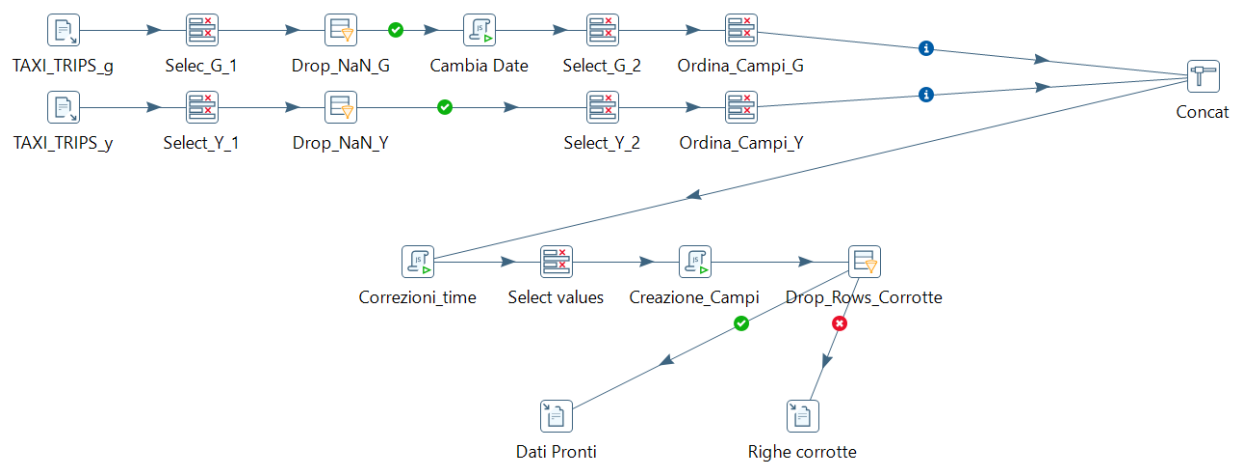 TAXI_TRIPS_g
Selec_G_1
Drop_NaN_G
Cambia Date
Select_G_2
Ordina_Campi_G
TAXI_TRIPS_y
Select_Y_1
Drop_NaN_Y
Select_Y_2
Ordina_Campi_Y
Concat
Correzioni_time
Select values
Creazione_Campi
Drop_Rows_Corrotte
Dati Pronti
Righe corrotte